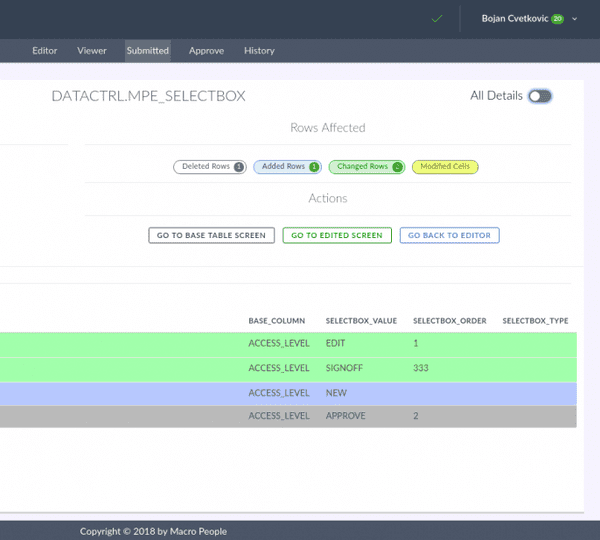 Bojan Cvetkovic 20
Editor Viewer Submitted Approve History
DATACTRL.MPE_SELECTBOX
All Details
Rows Affected
Deleted Rows 1 Added Rows 1 Changed Rows Modified Cells
Actions
GO TO BASE TABLE SCREEN GO TO EDITED SCREEN GO BACK TO EDITOR
BASE_COLUMN SELECTBOX_VALUE SELECTBOX_ORDER SELECTBOX_TYPE
ACCESS_LEVEL EDIT 1
ACCESS_LEVEL SIGNOFF 333
ACCESS_LEVEL NEW
ACCESS_LEVEL APPROVE 2
Copyright © 2018 by Macro People